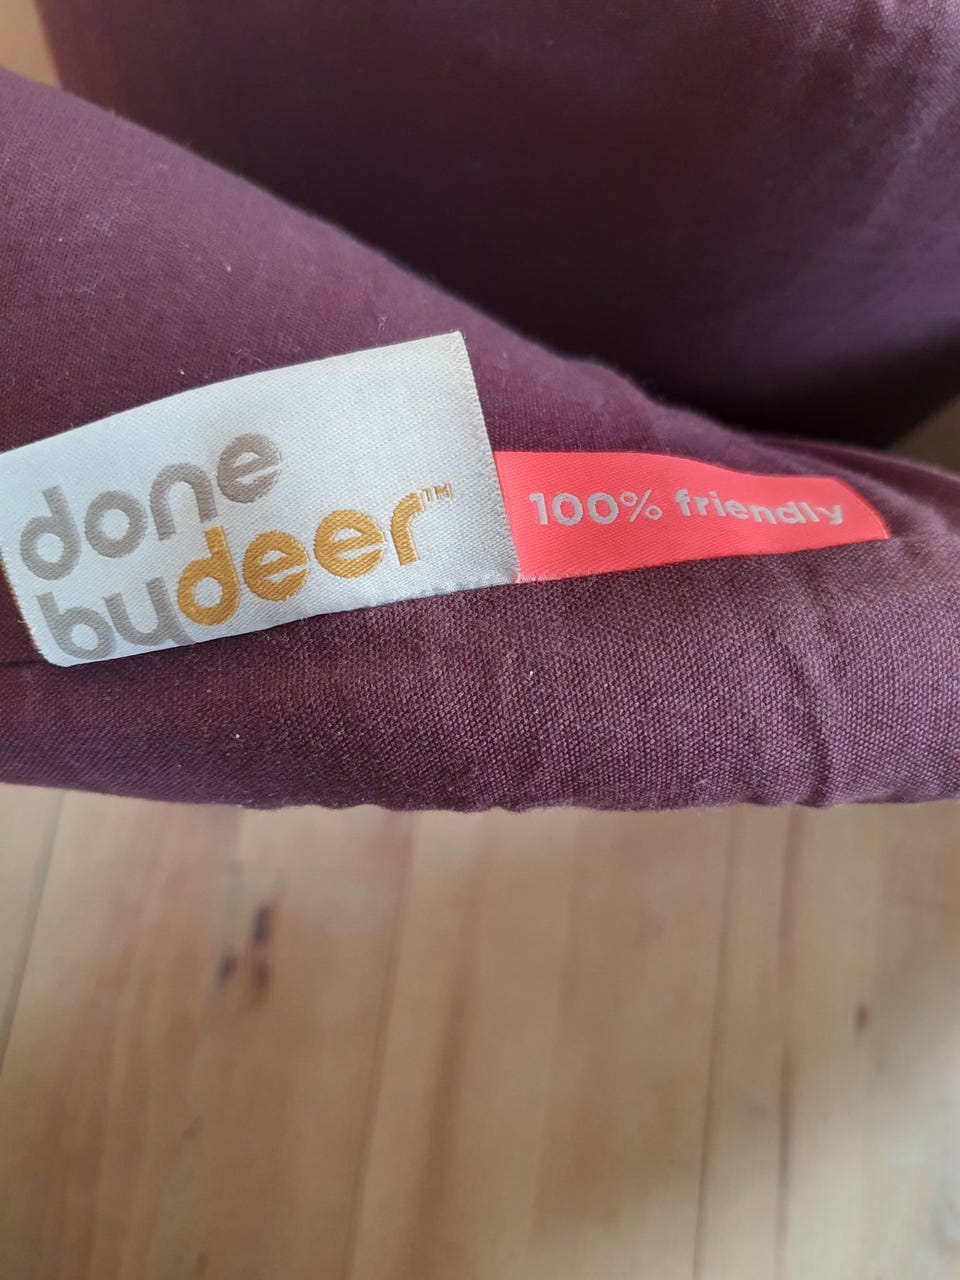 done
bydeer™
100% friendly